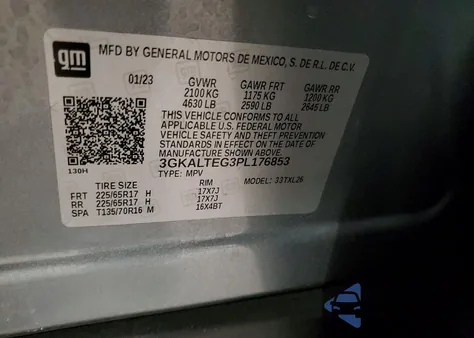 gm
MFD BY GENERAL MOTORS DE MEXICO, S. DE R.L. DE C.V.
01/23 GVWR GAWR FRT GAWR RR
2100 KG 1175 KG 1200 KG
4630 LB 2590 LB 2645 LB
THIS VEHICLE CONFORMS TO ALL
APPLICABLE U.S. FEDERAL MOTOR
VEHICLE SAFETY AND THEFT PREVENTION
STANDARDS IN EFFECT ON THE DATE OF
MANUFACTURE SHOWN ABOVE.
130H 3GKALTEG3PL176853
TYPE: MPV MODEL: 33TXL26
TIRE SIZE RIM
FRT 225/65R17 H 17X7J
RR 225/65R17 H 17X7J
SPA T135/70R16 M 16X4BT